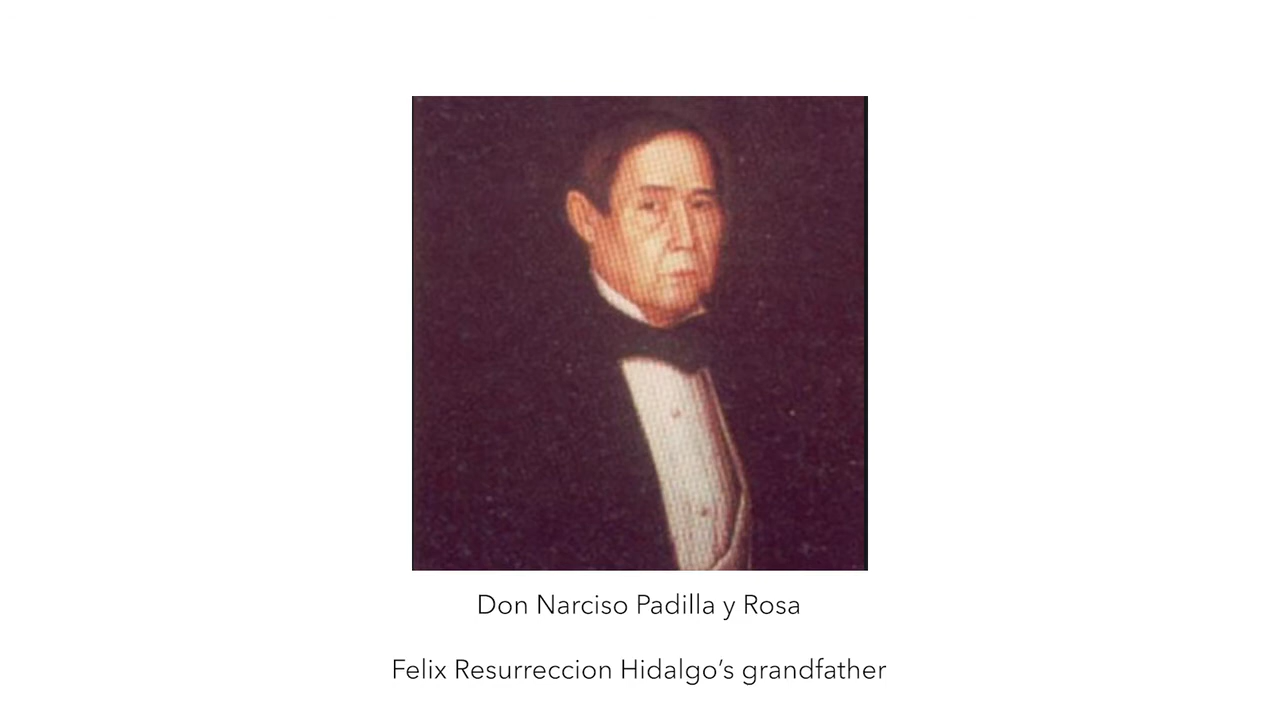 Don Narciso Padilla y Rosa
Felix Resurreccion Hidalgo’s grandfather